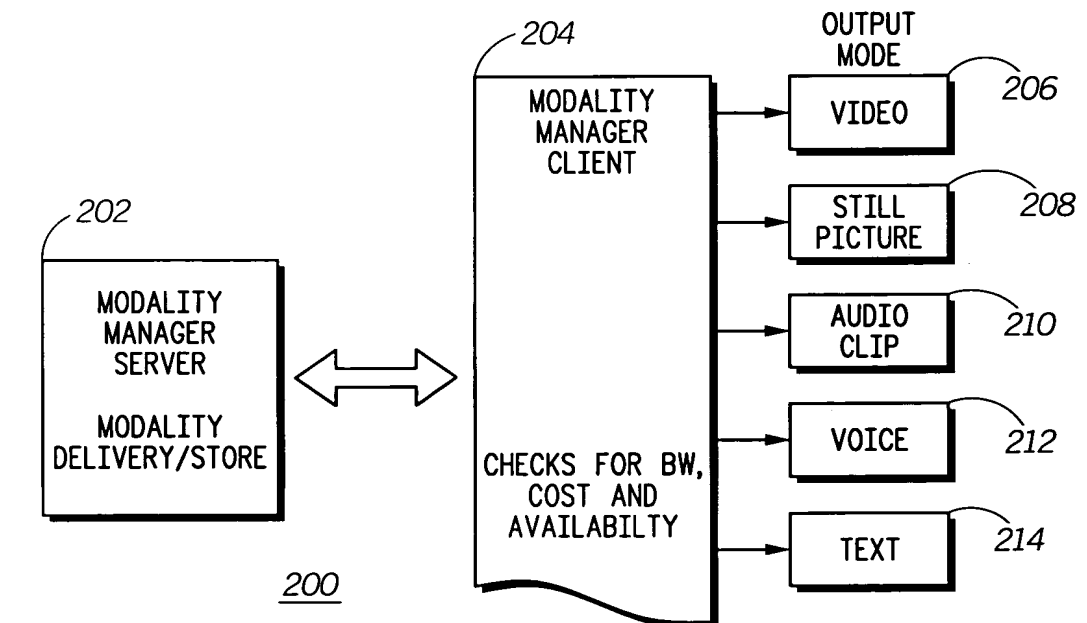 202
MODALITY
MANAGER
SERVER
MODALITY
DELIVERY/STORE
200
204
MODALITY
MANAGER
CLIENT
CHECKS FOR BW,
COST AND
AVAILABILTY
OUTPUT
MODE
206
VIDEO
208
STILL
PICTURE
210
AUDIO
CLIP
212
VOICE
214
TEXT